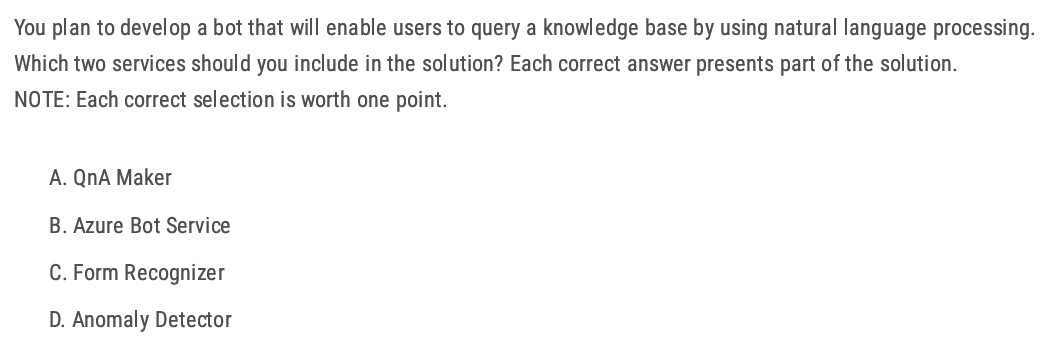 You plan to develop a bot that will enable users to query a knowledge base by using natural language processing.
Which two services should you include in the solution? Each correct answer presents part of the solution.
NOTE: Each correct selection is worth one point.
A. QnA Maker
B. Azure Bot Service
C. Form Recognizer
D. Anomaly Detector